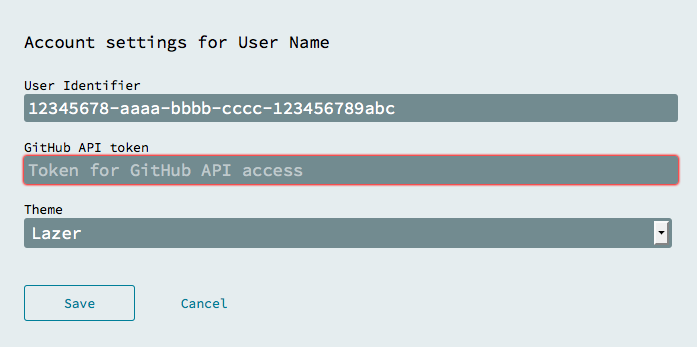 Account settings for User Name
User Identifier
12345678-aaaa-bbbb-cccc-123456789abc
GitHub API token
Token for GitHub API access
Theme
Lazer
Save Cancel